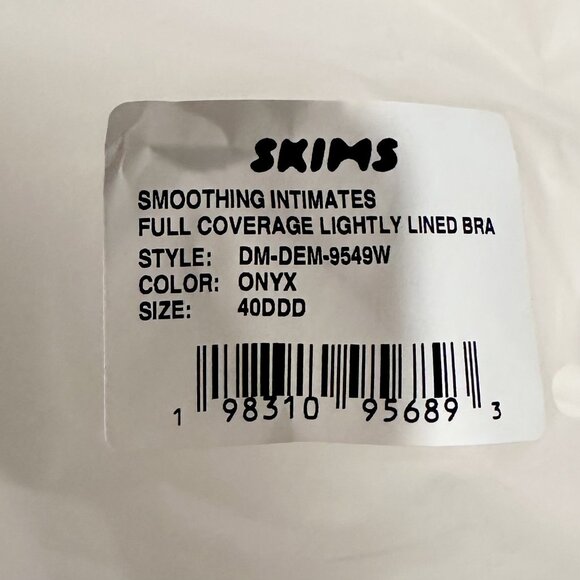 SKIMS
SMOOTHING INTIMATES
FULL COVERAGE LIGHTLY LINED BRA
STYLE: DM-DEM-9549W
COLOR: ONYX
SIZE: 40DDD
1 98310 95689 3